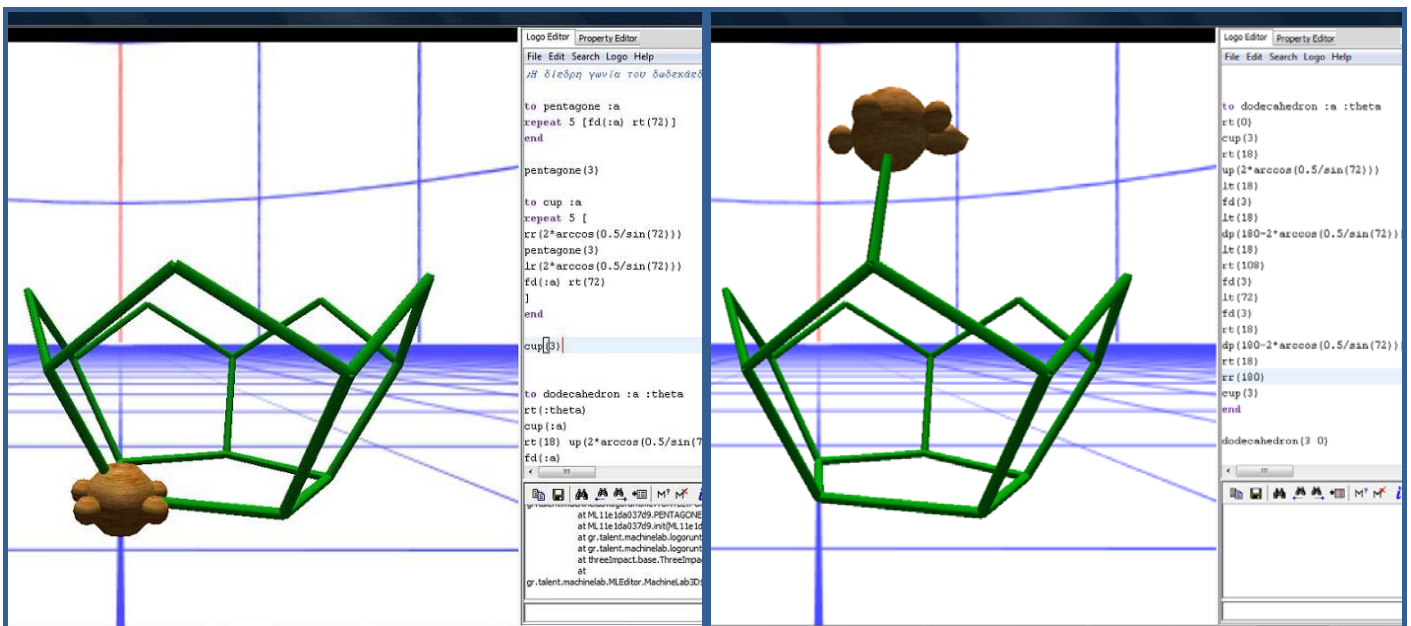 Logo Editor Property Editor
File Edit Search Logo Help
;Η δίεδρη γωνία του δωδεκάεδ
to pentagone :a
repeat 5 [fd(:a) rt(72)]
end
pentagone(3)
to cup :a
repeat 5 [
rr(2*arccos(0.5/sin(72)))
pentagone(3)
lr(2*arccos(0.5/sin(72)))
fd(:a) rt(72)
]
end
cup(3)
to dodecahedron :a :theta
rt(:theta)
cup(:a)
rt(18) up(2*arccos(0.5/sin(7
fd(:a)
at ML11e1da037d9.PENTAGONE
at ML11e1da037d9.init(ML11e1d
at gr.talent.machinelab.logorunt
at gr.talent.machinelab.logorunt
at threeImpact.base.ThreeImpa
at
gr.talent.machinelab.MLEditor.MachineLab3D
Logo Editor Property Editor
File Edit Search Logo Help
to dodecahedron :a :theta
rt(0)
cup(3)
rt(18)
up(2*arccos(0.5/sin(72)))
lt(18)
fd(3)
lt(18)
dp(180-2*arccos(0.5/sin(72)))
lt(18)
rt(108)
fd(3)
lt(72)
fd(3)
rt(18)
dp(180-2*arccos(0.5/sin(72)))
rt(18)
rr(180)
cup(3)
end
dodecahedron(3 0)